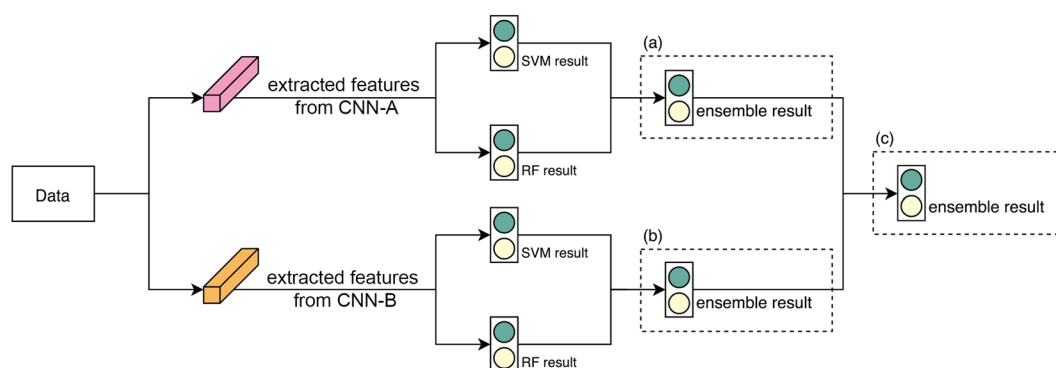 Data
extracted features
from CNN-A
SVM result
RF result
(a)
ensemble result
extracted features
from CNN-B
SVM result
RF result
(b)
ensemble result
(c)
ensemble result